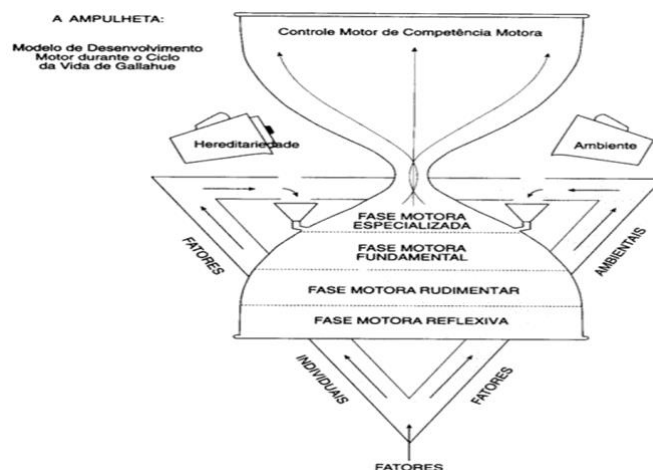 A AMPULHETA:
Modelo de Desenvolvimento
Motor durante o Ciclo
da Vida de Gallahue
Controle Motor de Competência Motora
Hereditariedade
Ambiente
FASE MOTORA
ESPECIALIZADA
FASE MOTORA
FUNDAMENTAL
FASE MOTORA RUDIMENTAR
FASE MOTORA REFLEXIVA
FATORES
AMBIENTAIS
INDIVIDUAIS
FATORES
FATORES